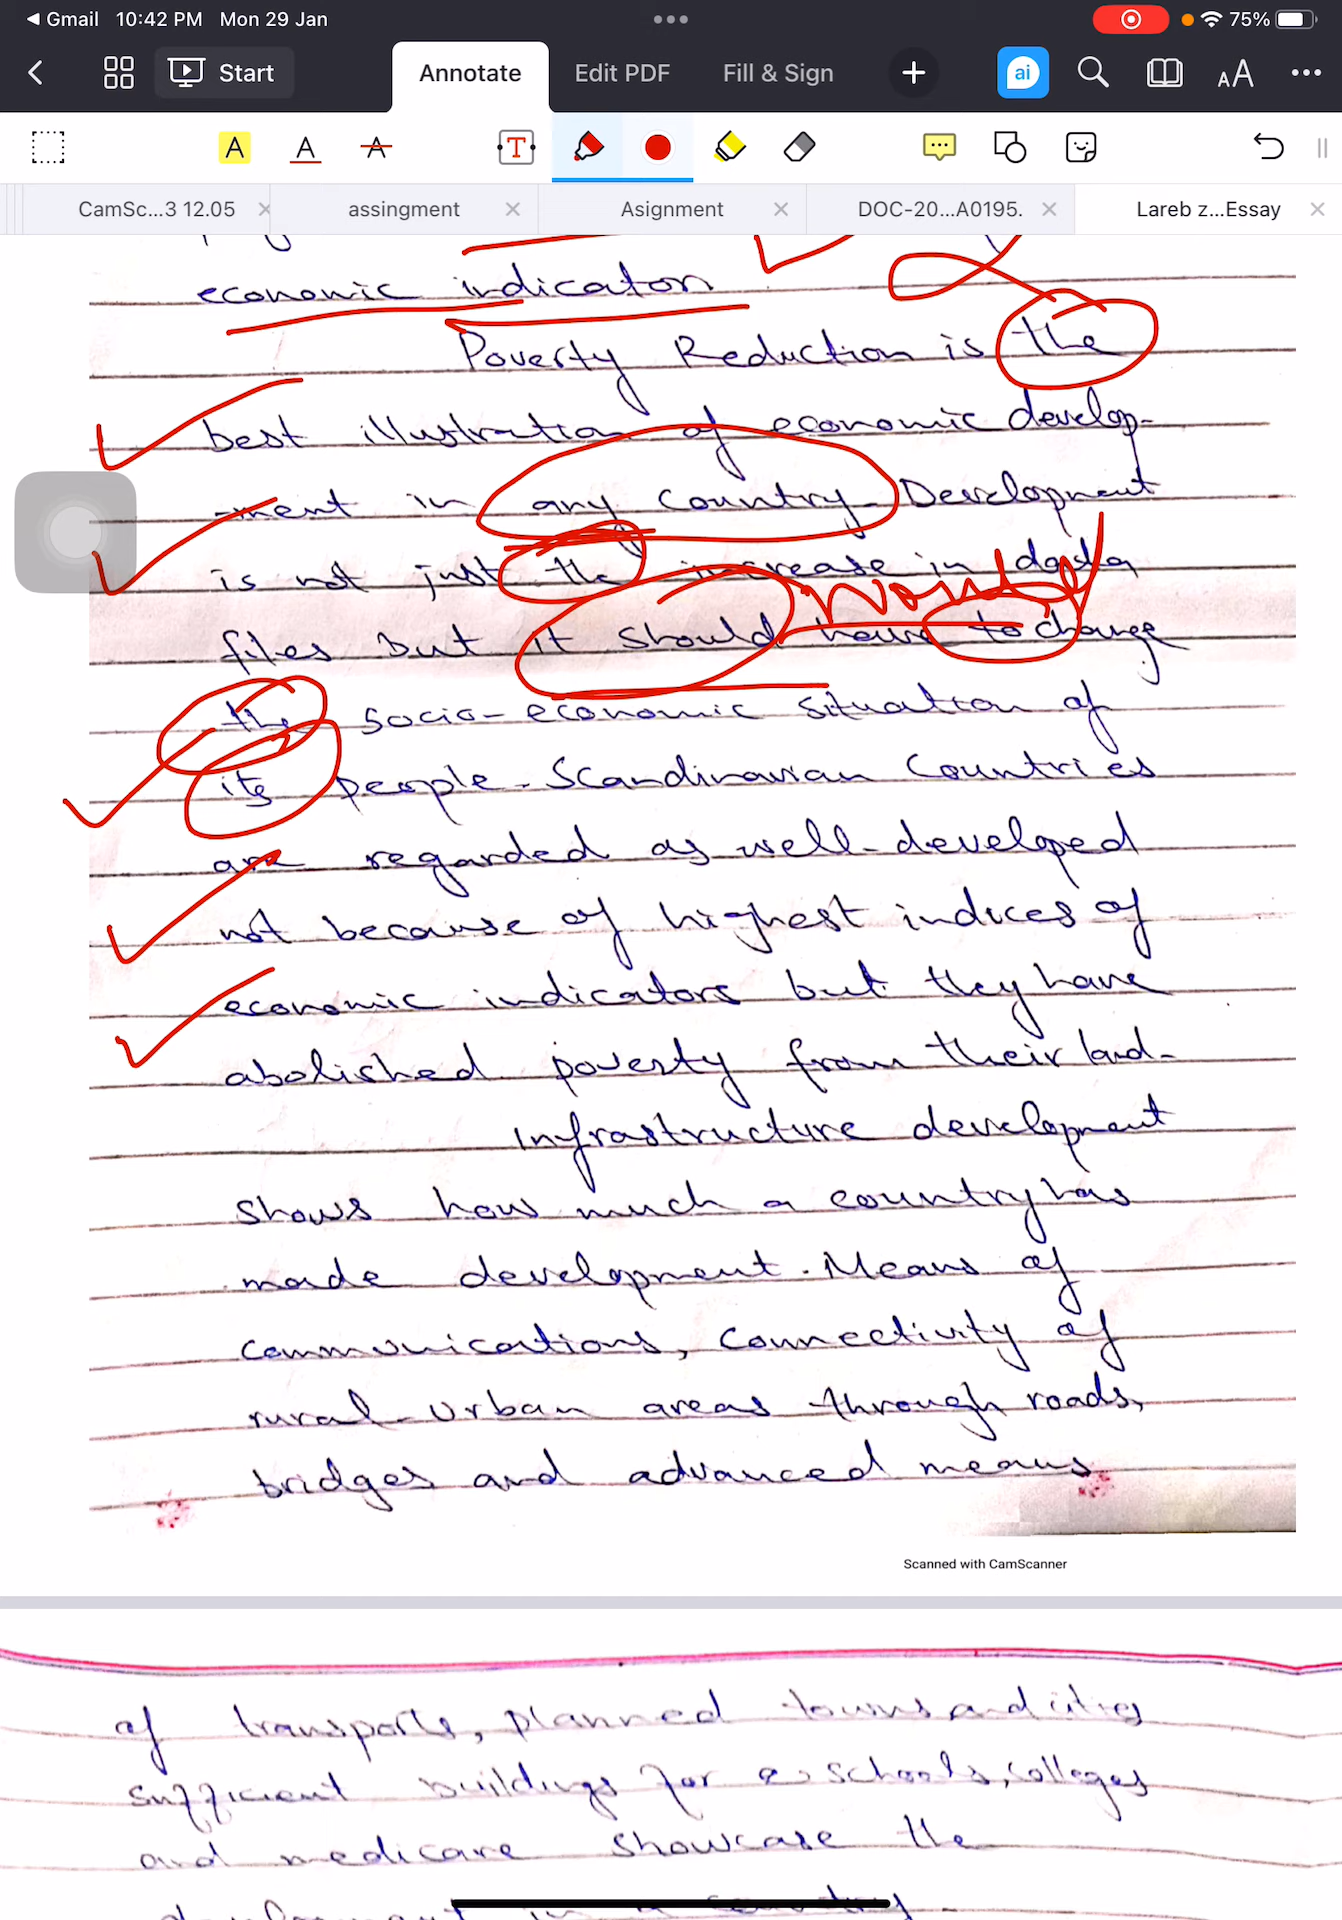 Gmail 10:42 PM Mon 29 Jan 75%
Start Annotate Edit PDF Fill & Sign ai AA
A A A T
CamSc...3 12.05 assingment Asignment DOC-20...A0195. Lareb z...Essay
economic indicators
Poverty Reduction is the
best illustration of economic develop-
-ment in any country. Development
is not just the increase in
files but it should have to change
the socio-economic situation of
its people. Scandinavian Countries
are regarded as well-developed
not because of highest indices of
economic indicators but they have
abolished poverty from their land.
Infrastructure development
shows how much a country has
made development. Means of
communications, connectivity of
rural-urban areas through roads,
bridges and advanced means
Scanned with CamScanner
of transports, planned towns and cities
sufficient buildings for schools, colleges
and medicare showcase the
development in a country